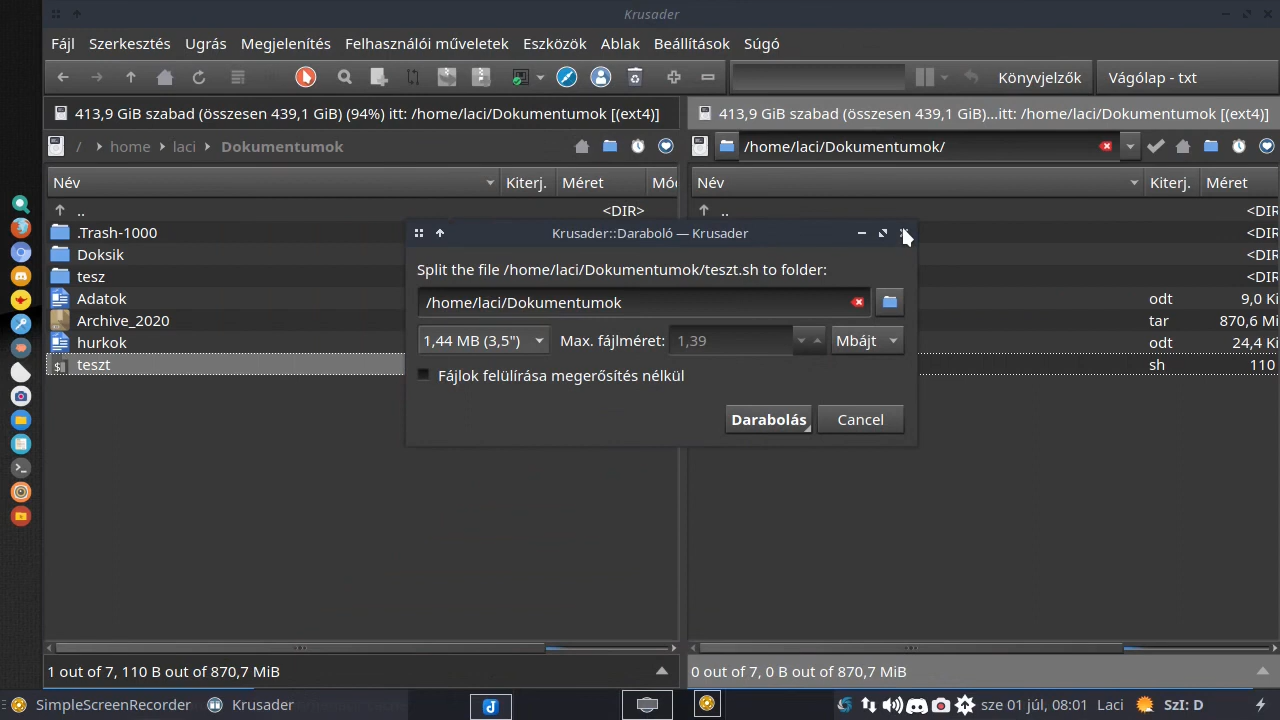 Krusader
Fájl Szerkesztés Ugrás Megjelenítés Felhasználói műveletek Eszközök Ablak Beállítások Súgó
Könyvjelzők Vágólap - txt
413,9 GiB szabad (összesen 439,1 GiB) (94%) itt: /home/laci/Dokumentumok [(ext4)]
413,9 GiB szabad (összesen 439,1 GiB)...itt: /home/laci/Dokumentumok [(ext4)]
/ › home › laci › Dokumentumok
/home/laci/Dokumentumok/
Név Kiterj. Méret Mó
Név Kiterj. Méret
.. <DIR>
.. <DIR
.Trash-1000 <DIR
Doksik <DIR
tesz <DIR
Adatok odt 9,0 Ki
Archive_2020 tar 870,6 Mi
hurkok odt 24,4 Ki
teszt sh 110
Krusader::Daraboló — Krusader
Split the file /home/laci/Dokumentumok/teszt.sh to folder:
/home/laci/Dokumentumok
1,44 MB (3,5") Max. fájlméret: 1,39 Mbájt
Fájlok felülírása megerősítés nélkül
Darabolás Cancel
1 out of 7, 110 B out of 870,7 MiB
0 out of 7, 0 B out of 870,7 MiB
SimpleScreenRecorder Krusader sze 01 júl, 08:01 Laci SzI: D